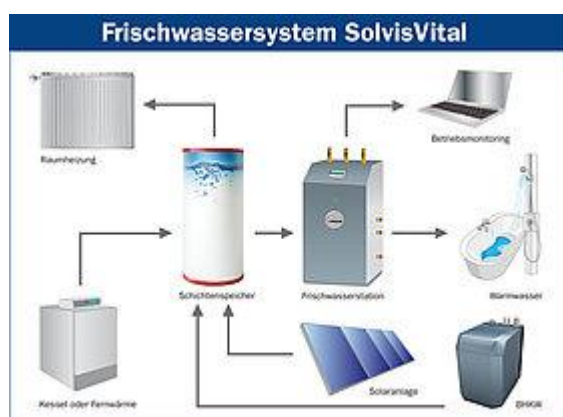 Frischwassersystem SolvisVital
Raumheizung
Betriebsmonitoring
Schichtenspeicher
Frischwasserstation
Warmwasser
Kessel oder Fernwärme
Solaranlage
BHKW